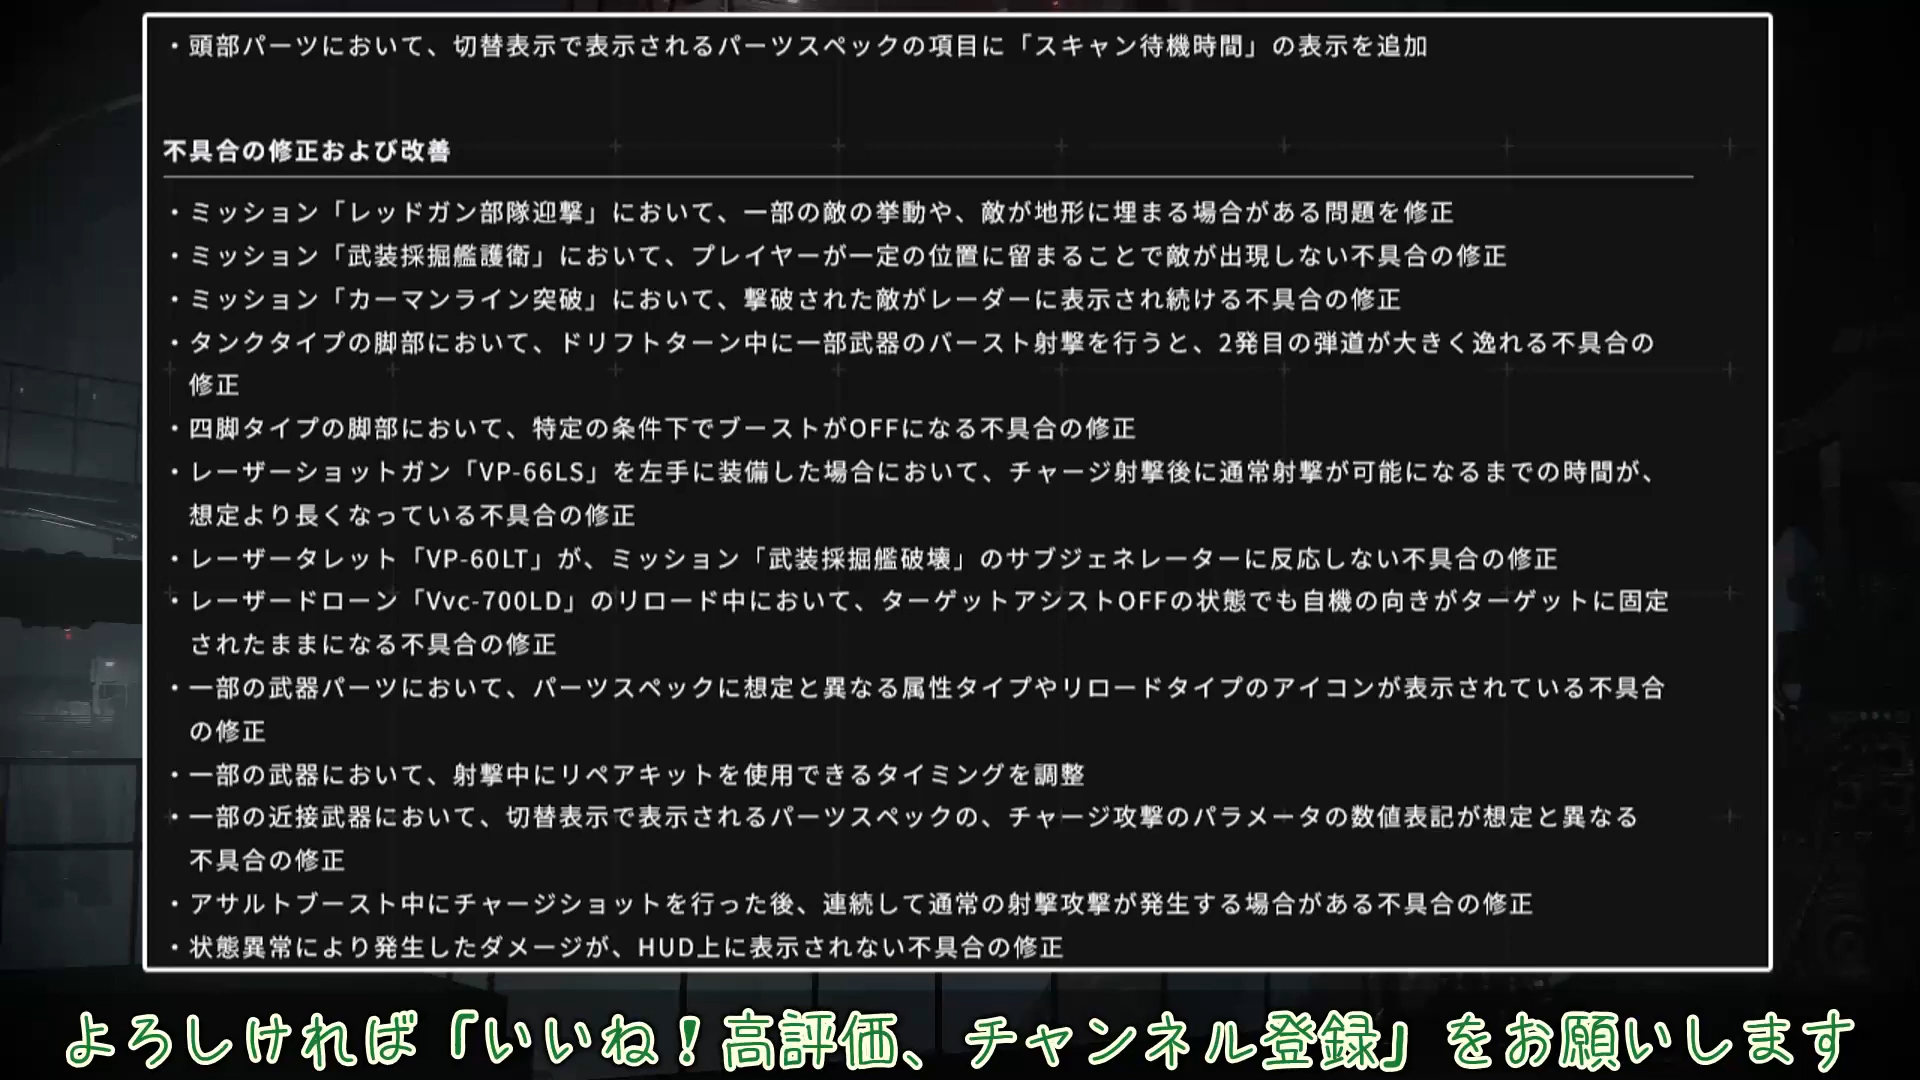 ・頭部パーツにおいて、切替表示で表示されるパーツスペックの項目に「スキャン待機時間」の表示を追加
不具合の修正および改善
・ミッション「レッドガン部隊迎撃」において、一部の敵の挙動や、敵が地形に埋まる場合がある問題を修正
・ミッション「武装採掘艦護衛」において、プレイヤーが一定の位置に留まることで敵が出現しない不具合の修正
・ミッション「カーマンライン突破」において、撃破された敵がレーダーに表示され続ける不具合の修正
・タンクタイプの脚部において、ドリフトターン中に一部武器のバースト射撃を行うと、2発目の弾道が大きく逸れる不具合の
修正
・四脚タイプの脚部において、特定の条件下でブーストがOFFになる不具合の修正
・レーザーショットガン「VP-66LS」を左手に装備した場合において、チャージ射撃後に通常射撃が可能になるまでの時間が、
想定より長くなっている不具合の修正
・レーザータレット「VP-60LT」が、ミッション「武装採掘艦破壊」のサブジェネレーターに反応しない不具合の修正
・レーザードローン「Vvc-700LD」のリロード中において、ターゲットアシストOFFの状態でも自機の向きがターゲットに固定
されたままになる不具合の修正
・一部の武器パーツにおいて、パーツスペックに想定と異なる属性タイプやリロードタイプのアイコンが表示されている不具合
の修正
・一部の武器において、射撃中にリペアキットを使用できるタイミングを調整
・一部の近接武器において、切替表示で表示されるパーツスペックの、チャージ攻撃のパラメータの数値表記が想定と異なる
不具合の修正
・アサルトブースト中にチャージショットを行った後、連続して通常の射撃攻撃が発生する場合がある不具合の修正
・状態異常により発生したダメージが、HUD上に表示されない不具合の修正
よろしければ「いいね！高評価、チャンネル登録」をお願いします